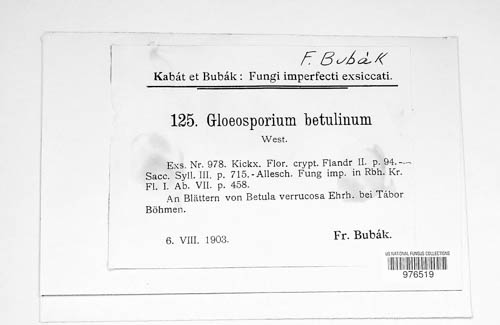 F. Bubák
Kabát et Bubák: Fungi imperfecti exsiccati.
125. Gloeosporium betulinum
West.
Exs. Nr. 978. Kickx. Flor. crypt. Flandr II. p. 94.—
Sacc. Syll. III. p. 715.-Allesch. Fung imp. in Rbh. Kr.
Fl. I. Ab. VII. p. 458.
An Blättern von Betula verrucosa Ehrh. bei Tábor
Böhmen.
6. VIII. 1903.
Fr. Bubák.
US NATIONAL FUNGUS COLLECTIONS
976519